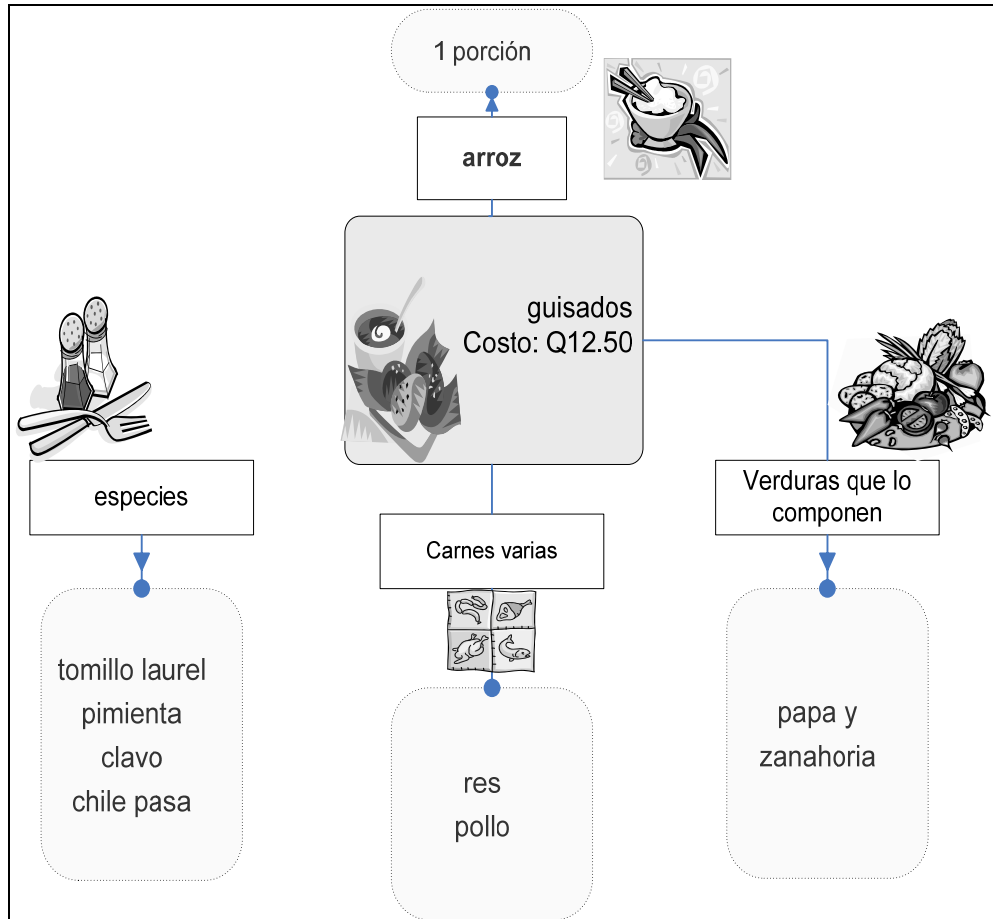 1 porción
arroz
guisados
Costo: Q12.50
especies
Carnes varias
Verduras que lo
componen
tomillo laurel
pimienta
clavo
chile pasa
res
pollo
papa y
zanahoria